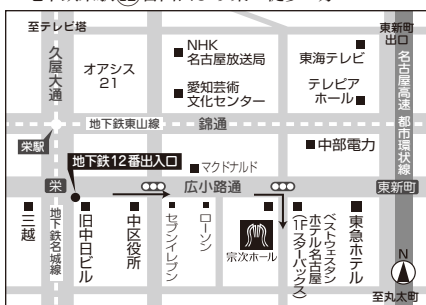 至テレビ塔
久屋大通
オアシス
21
■NHK
名古屋放送局
■愛知芸術
文化センター
東海テレビ
■
テレピア
ホール■
東新町
出口
名古屋高速 都市環状線
地下鉄東山線
錦通
栄駅
地下鉄12番出入口
■中部電力
■マクドナルド
栄
広小路通
東新町
■三越
地下鉄名城線
■旧中日ビル
■中区役所
■セブンイレブン
■ローソン
■
宗次ホール
■ベストウェスタン
ホテル名古屋
(1Fスターバックス)
■東急ホテル
N
至丸太町